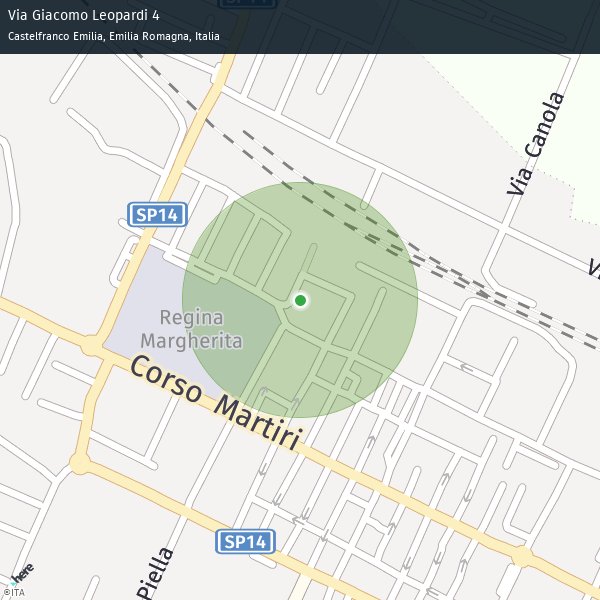 Via Giacomo Leopardi 4
Castelfranco Emilia, Emilia Romagna, Italia
Via Canola
SP14
Regina
Margherita
Corso Martiri
SP14
Piella
here
©ITA